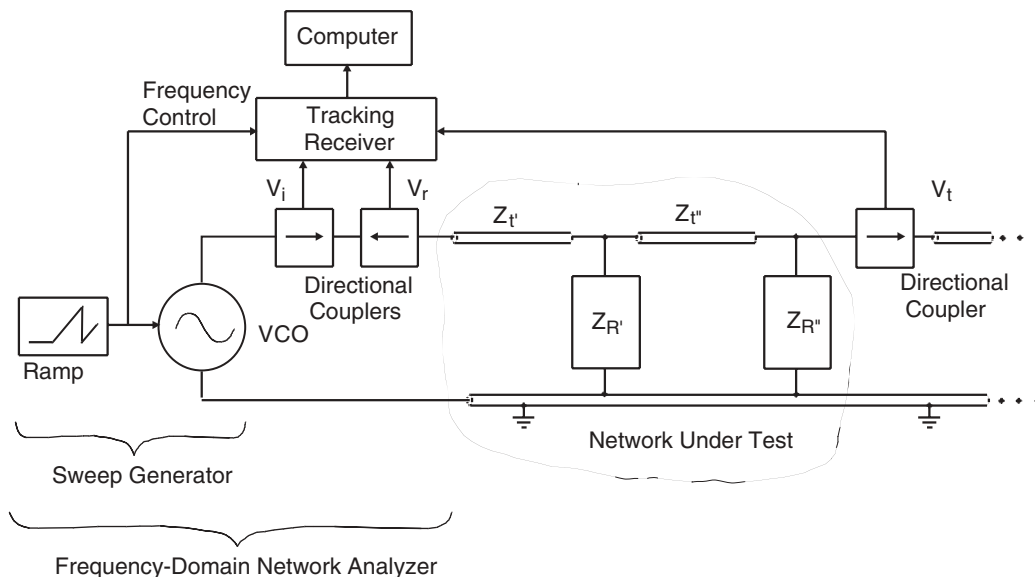 Computer
Frequency
Control
Tracking
Receiver
V_i
V_r
Z_t'
Z_t"
V_t
Directional
Couplers
Directional
Coupler
VCO
Z_R'
Z_R"
Ramp
Network Under Test
Sweep Generator
Frequency-Domain Network Analyzer